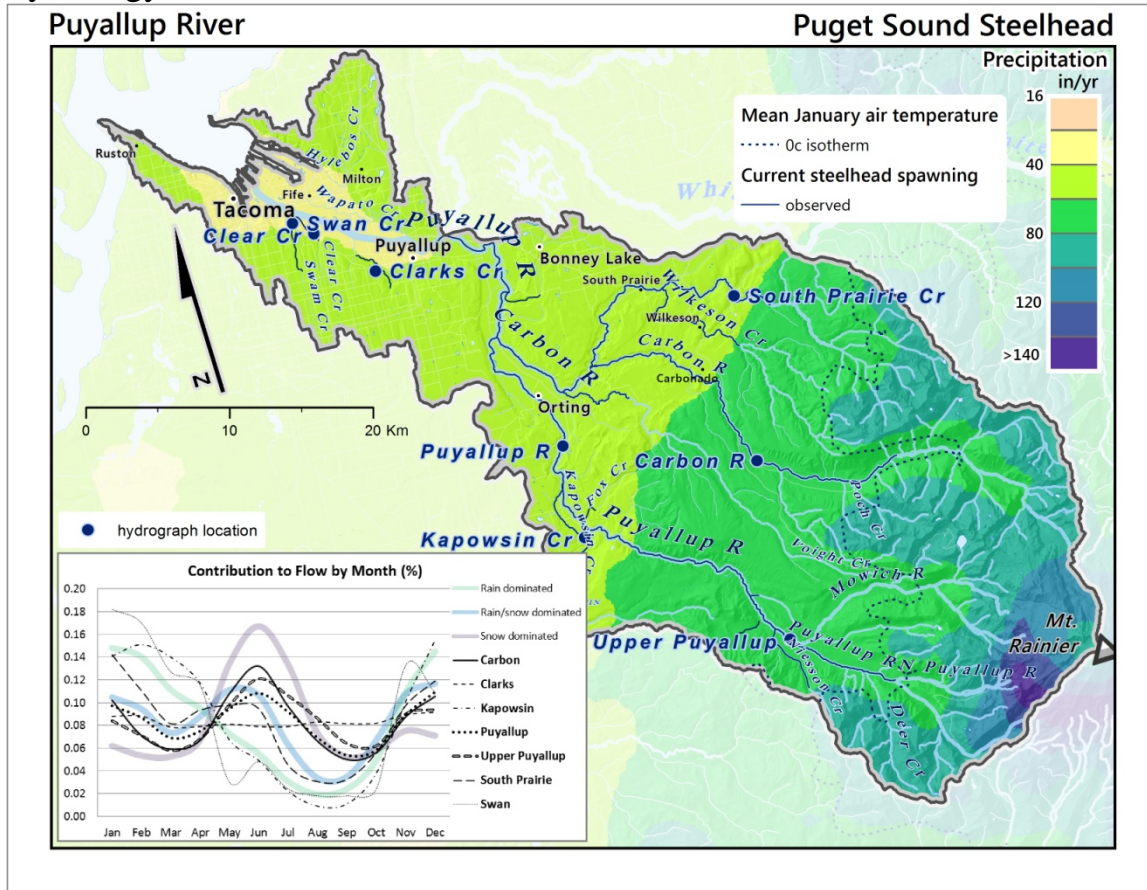 Puyallup River
Puget Sound Steelhead
Precipitation
in/yr
16
40
80
120
>140
Mean January air temperature
0c isotherm
Current steelhead spawning
observed
Ruston
Hylebos Cr
Milton
Fife
Wapato Cr
Tacoma
Swan Cr
Clear Cr
Puyallup R
Puyallup
Clear Cr
Swam Cr
Clarks Cr
Bonney Lake
South Prairie
Wilkeson Cr
South Prairie Cr
Wilkeson
Carbon R
Carbon R
Carbonado
N
Orting
0
10
20 Km
Puyallup R
Carbon R
Kapowsin Cr
Fox Cr
Poch Cr
Kapowsin Cr
Puyallup R
Voight Cr
Mowich R
hydrograph location
Upper Puyallup
Puyallup R
N Puyallup R
Mt.
Rainier
Niesson Cr
Deer Cr
Contribution to Flow by Month (%)
0.20
0.18
0.16
0.14
0.12
0.10
0.08
0.06
0.04
0.02
0.00
Jan Feb Mar Apr May Jun Jul Aug Sep Oct Nov Dec
Rain dominated
Rain/snow dominated
Snow dominated
Carbon
Clarks
Kapowsin
Puyallup
Upper Puyallup
South Prairie
Swan